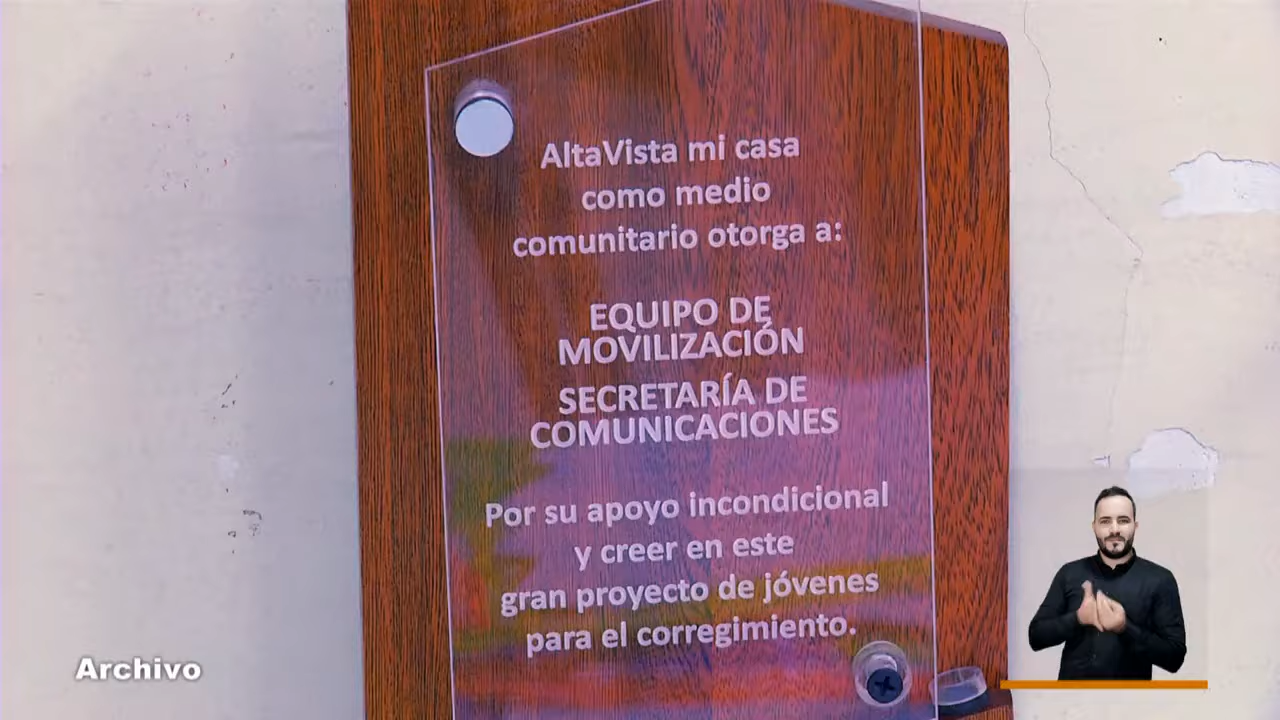 AltaVista mi casa
como medio
comunitario otorga a:
EQUIPO DE
MOVILIZACIÓN
SECRETARÍA DE
COMUNICACIONES
Por su apoyo incondicional
y creer en este
gran proyecto de jóvenes
para el corregimiento.
Archivo